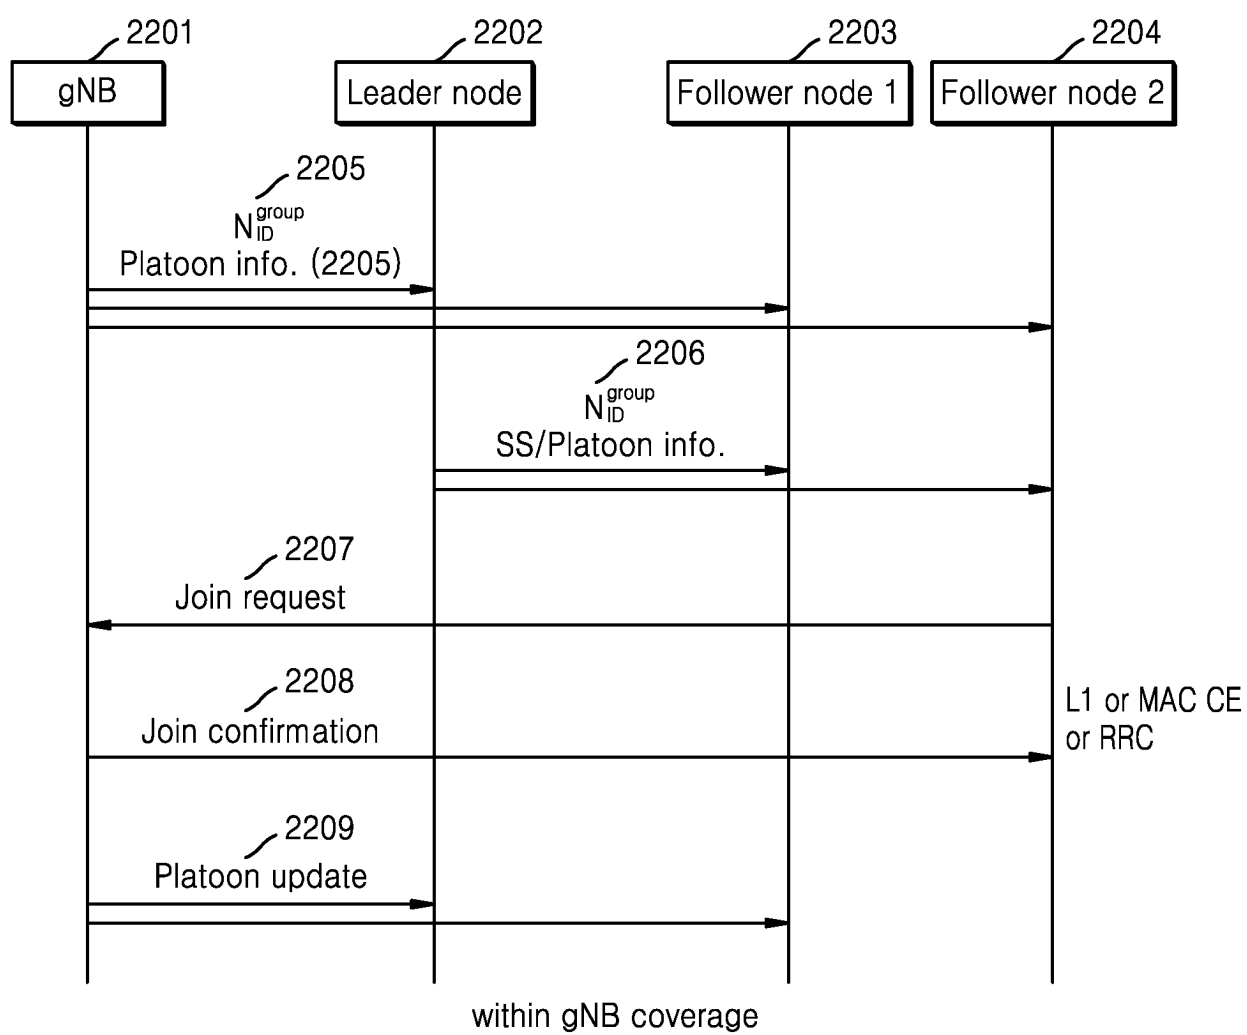 2201 2202 2203 2204
gNB Leader node Follower node 1 Follower node 2
2205
N_ID^group
Platoon info. (2205)
2206
N_ID^group
SS/Platoon info.
2207
Join request
2208
Join confirmation
L1 or MAC CE
or RRC
2209
Platoon update
within gNB coverage